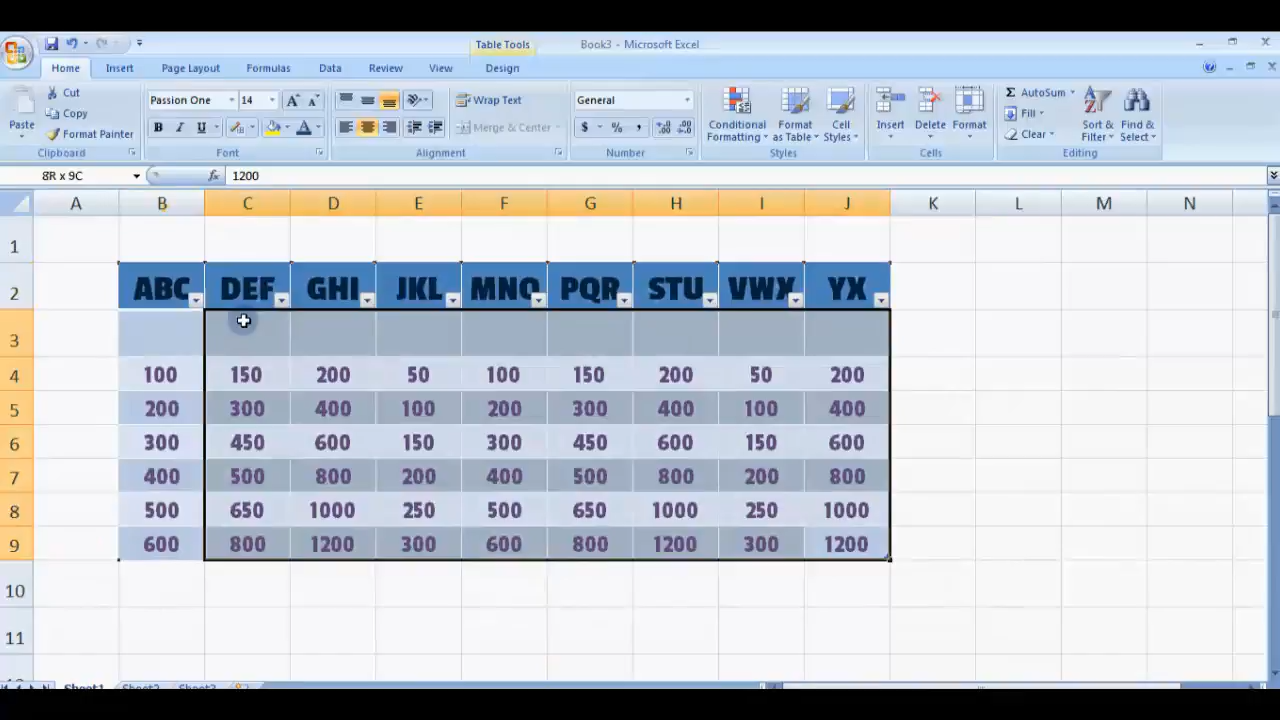 Table Tools Book3 - Microsoft Excel
Home Insert Page Layout Formulas Data Review View Design
Paste Cut Copy Format Painter Clipboard
Passion One 14 A A B I U A Font
Wrap Text Merge & Center Alignment
General $ % , .0 .00 .00 .0 Number
Conditional Formatting Format as Table Cell Styles Styles
Insert Delete Format Cells
Σ AutoSum Fill Clear Sort & Filter Find & Select Editing
8R x 9C fx 1200
A B C D E F G H I J K L M N
1
2 ABC DEF GHI JKL MNO PQR STU VWX YX
3
4 100 150 200 50 100 150 200 50 200
5 200 300 400 100 200 300 400 100 400
6 300 450 600 150 300 450 600 150 600
7 400 500 800 200 400 500 800 200 800
8 500 650 1000 250 500 650 1000 250 1000
9 600 800 1200 300 600 800 1200 300 1200
10
11
Sheet1 Sheet2 Sheet3